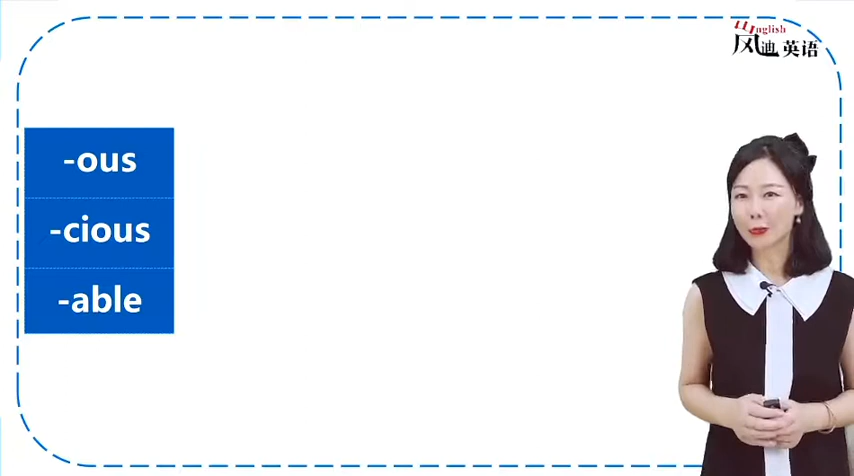 English
风迪英语
-ous
-cious
-able